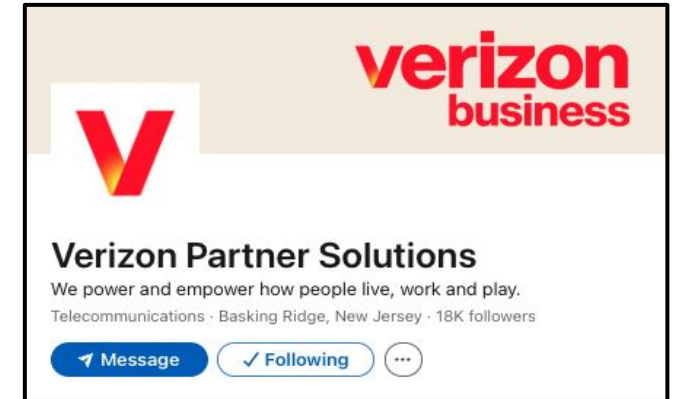 verizon
business
V
Verizon Partner Solutions
We power and empower how people live, work and play.
Telecommunications · Basking Ridge, New Jersey · 18K followers
Message
Following